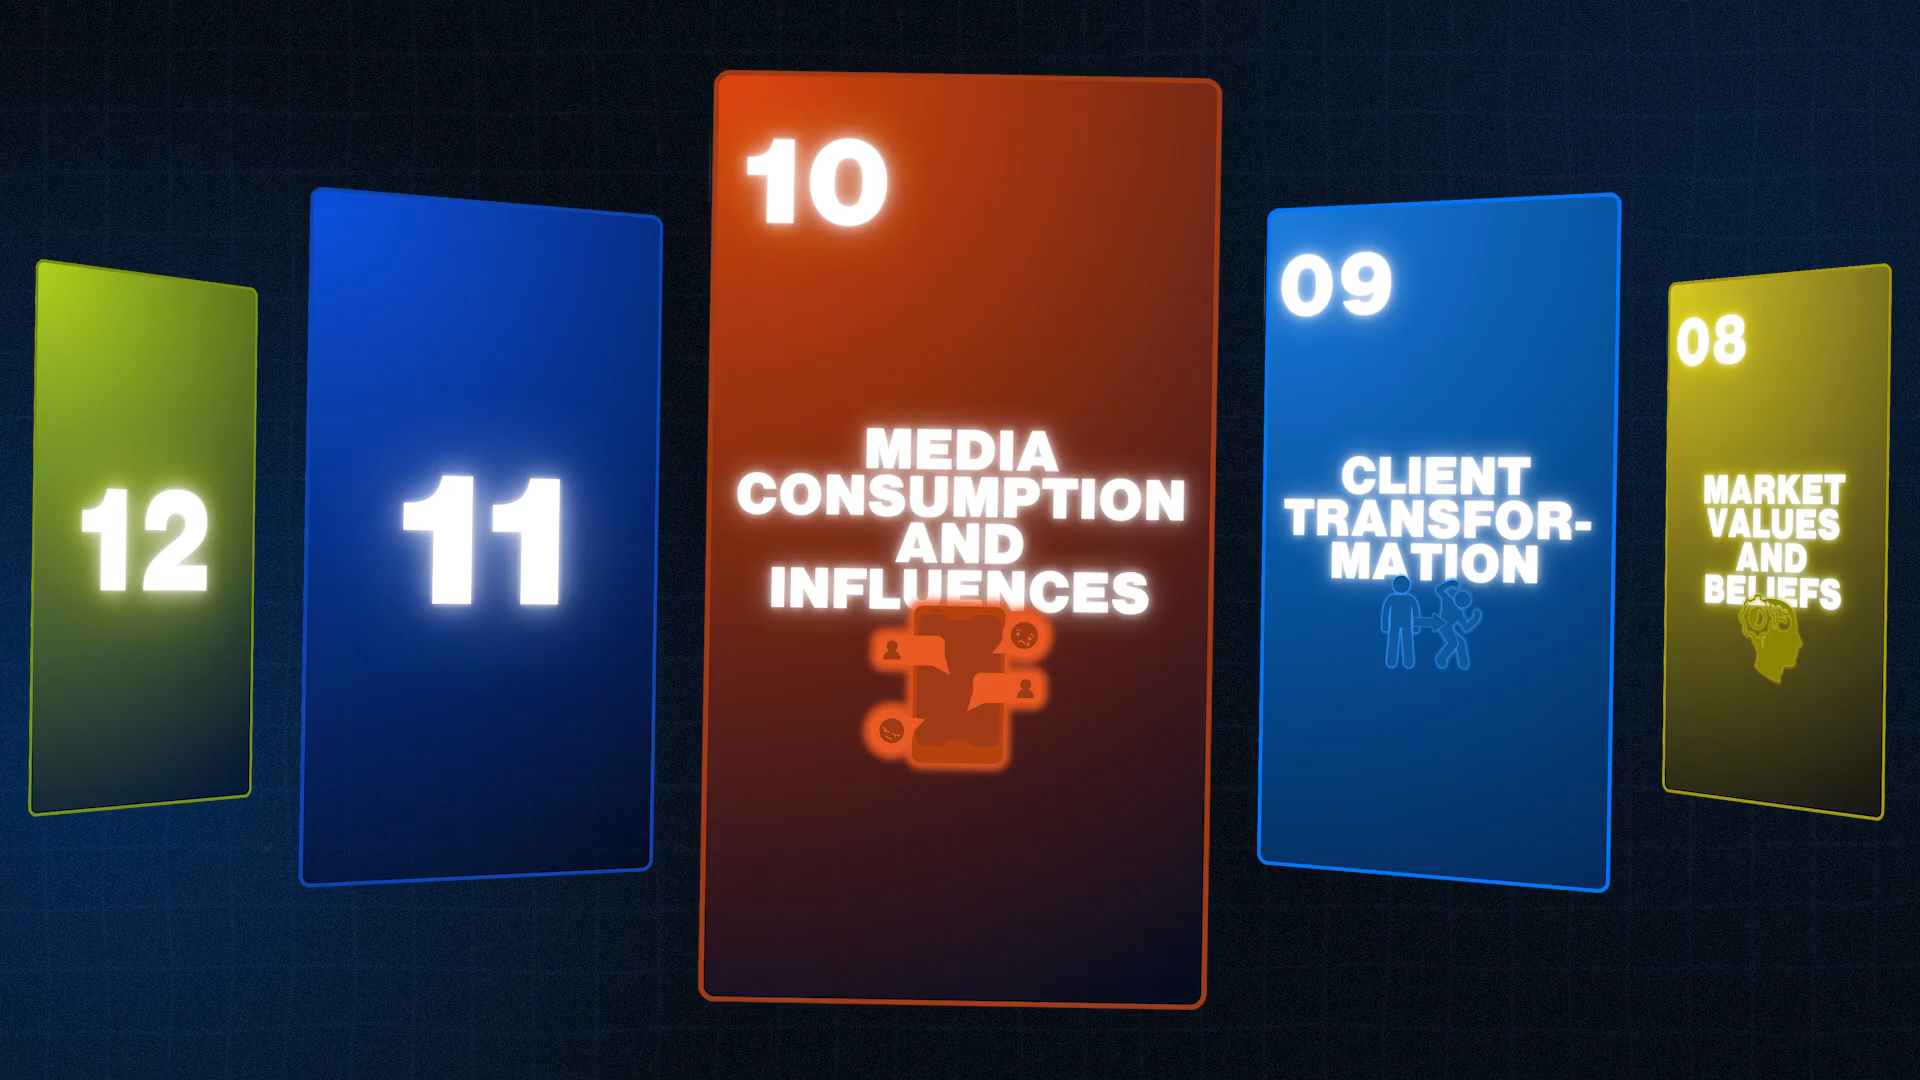 12
11
10
MEDIA
CONSUMPTION
AND
INFLUENCES
09
CLIENT
TRANSFOR-
MATION
08
MARKET
VALUES
AND
BELIEFS